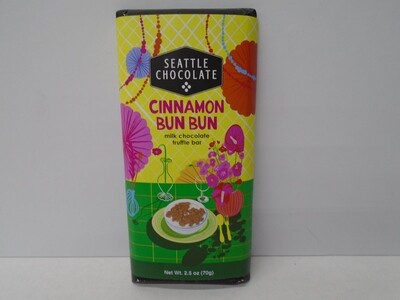 SEATTLE
CHOCOLATE
CINNAMON
BUN BUN
milk chocolate
truffle bar
Net Wt. 2.5 oz (70g)